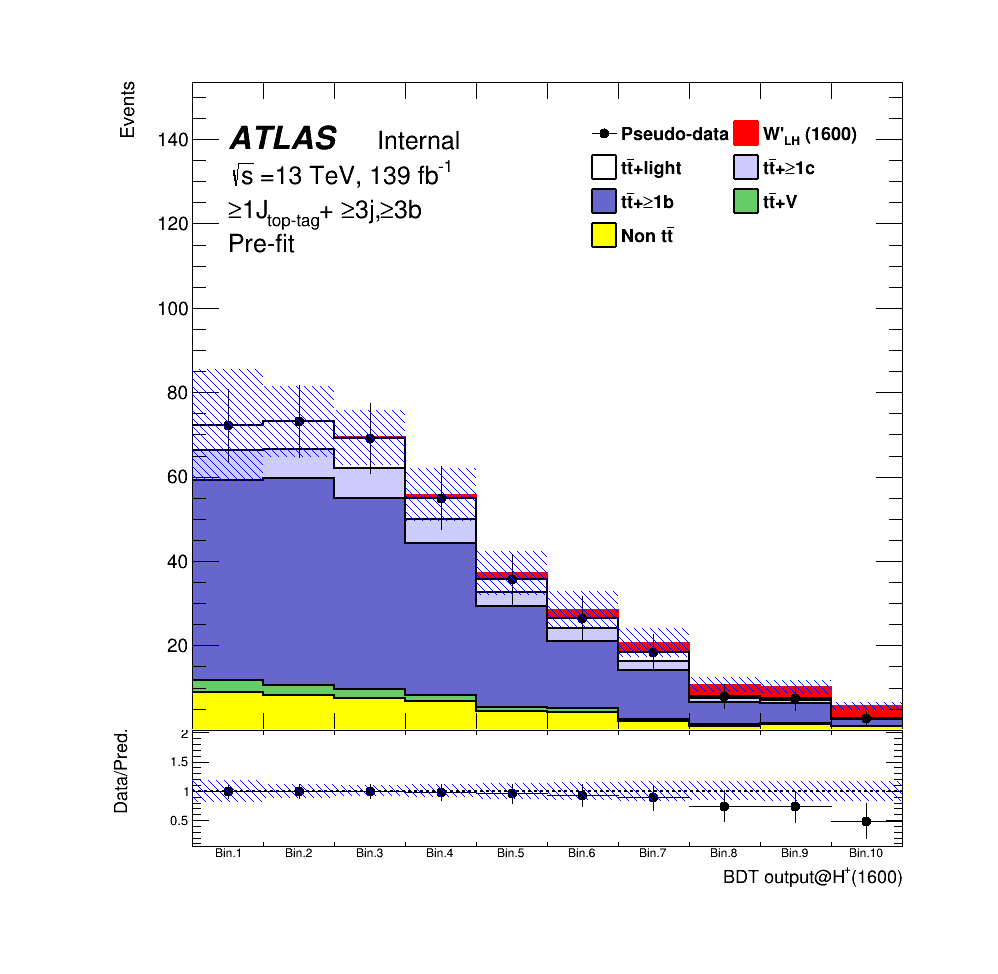 Events
140
120
100
80
60
40
20
ATLAS Internal
√s =13 TeV, 139 fb⁻¹
≥1J_top-tag+ ≥3j,≥3b
Pre-fit
Pseudo-data W'_LH (1600)
tt̄+light tt̄+≥1c
tt̄+≥1b tt̄+V
Non tt̄
Data/Pred.
2
1.5
1
0.5
Bin.1 Bin.2 Bin.3 Bin.4 Bin.5 Bin.6 Bin.7 Bin.8 Bin.9 Bin.10
BDT output@H⁺(1600)